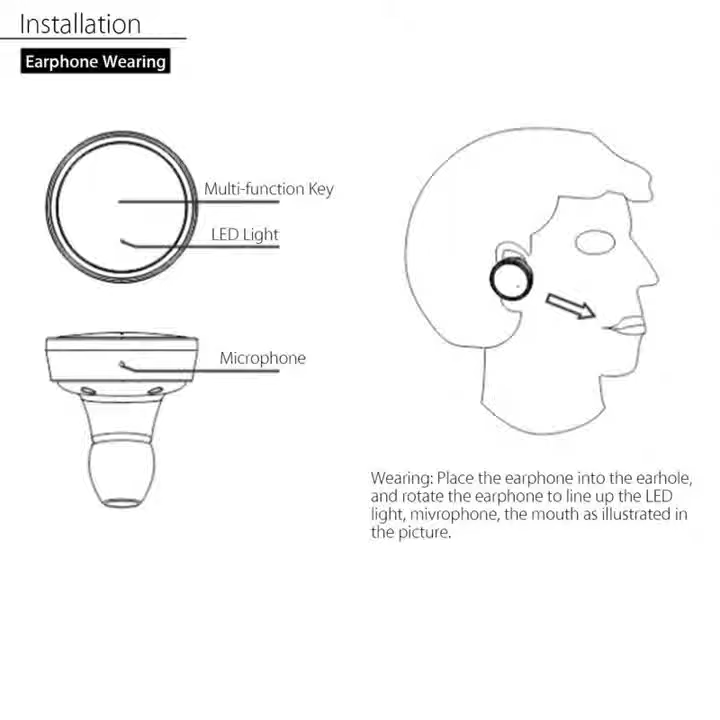 Installation
Earphone Wearing
Multi-function Key
LED Light
Microphone
Wearing: Place the earphone into the earhole,
and rotate the earphone to line up the LED
light, mivrophone, the mouth as illustrated in
the picture.